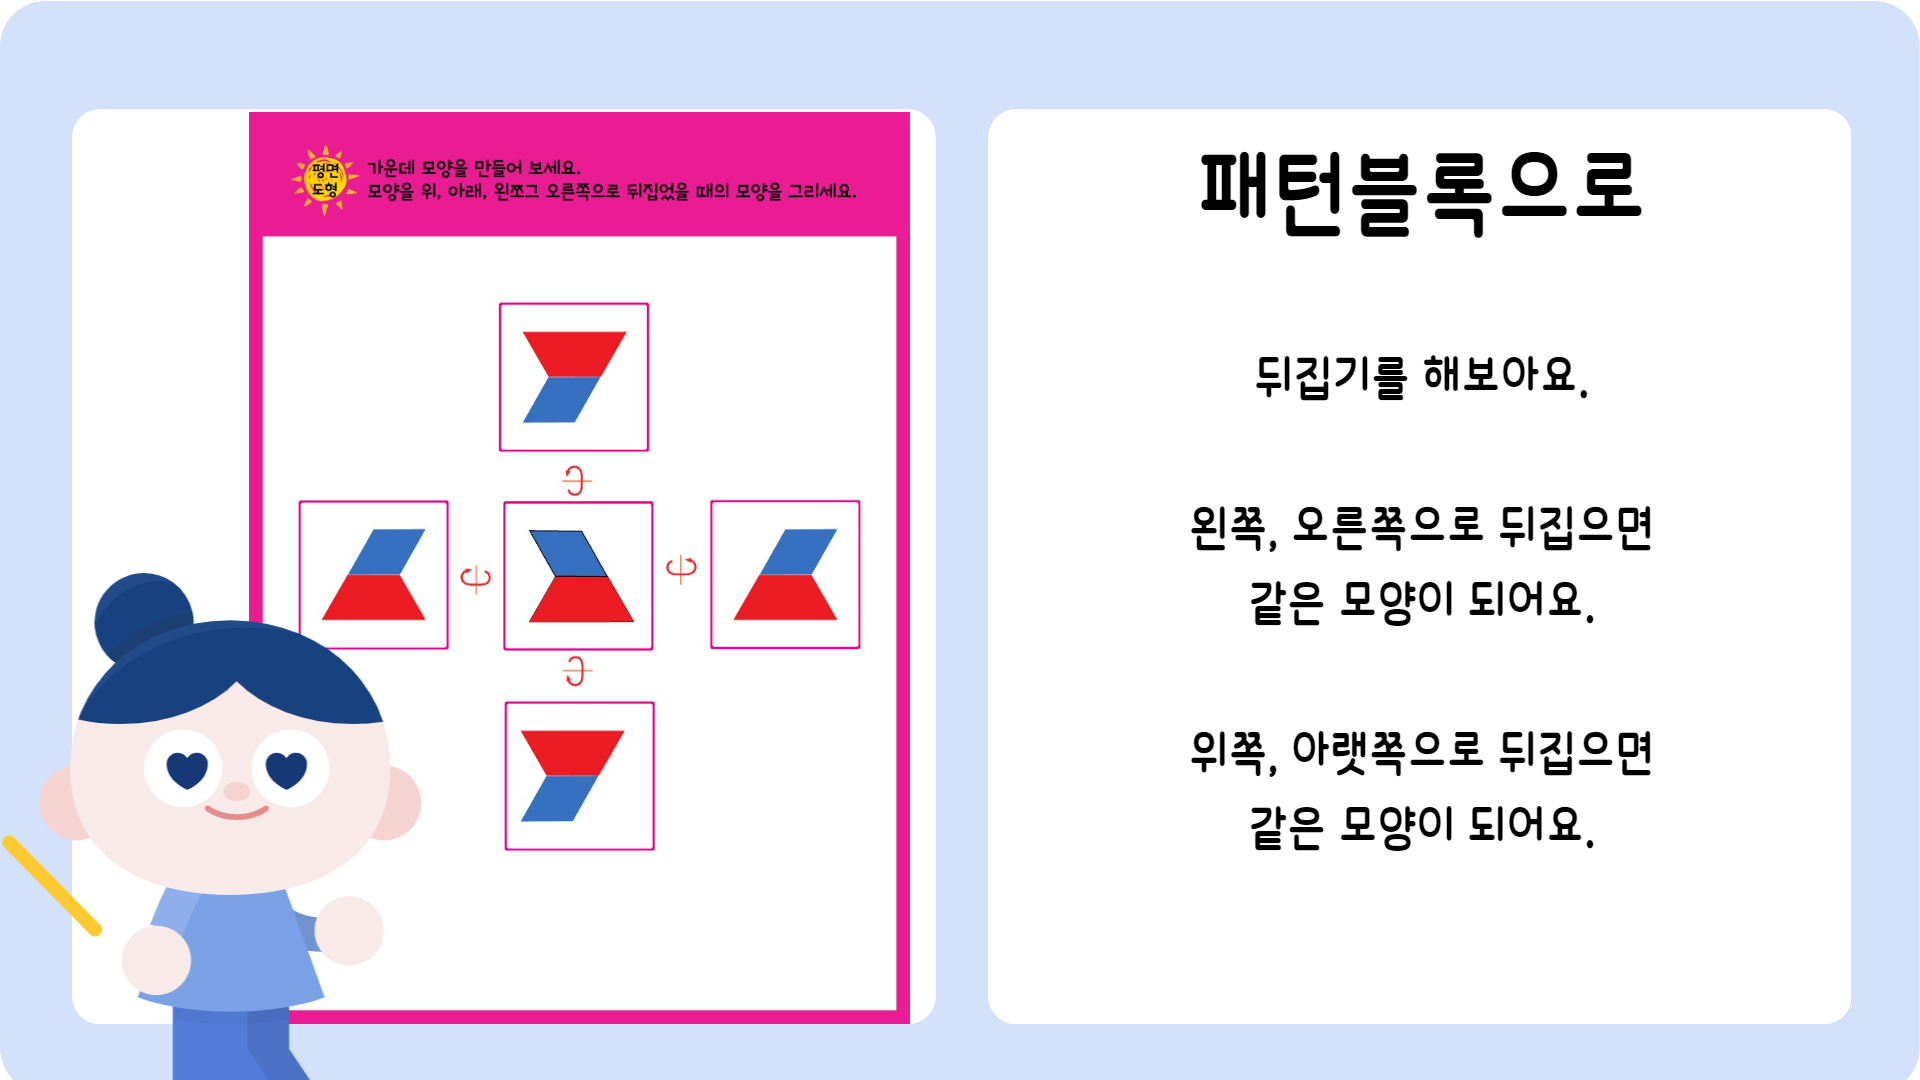 평면
도형
가운데 모양을 만들어 보세요.
모양을 위, 아래, 왼쪼그 오른쪽으로 뒤집었을 때의 모양을 그리세요.
패턴블록으로
뒤집기를 해보아요.
왼쪽, 오른쪽으로 뒤집으면
같은 모양이 되어요.
위쪽, 아랫쪽으로 뒤집으면
같은 모양이 되어요.